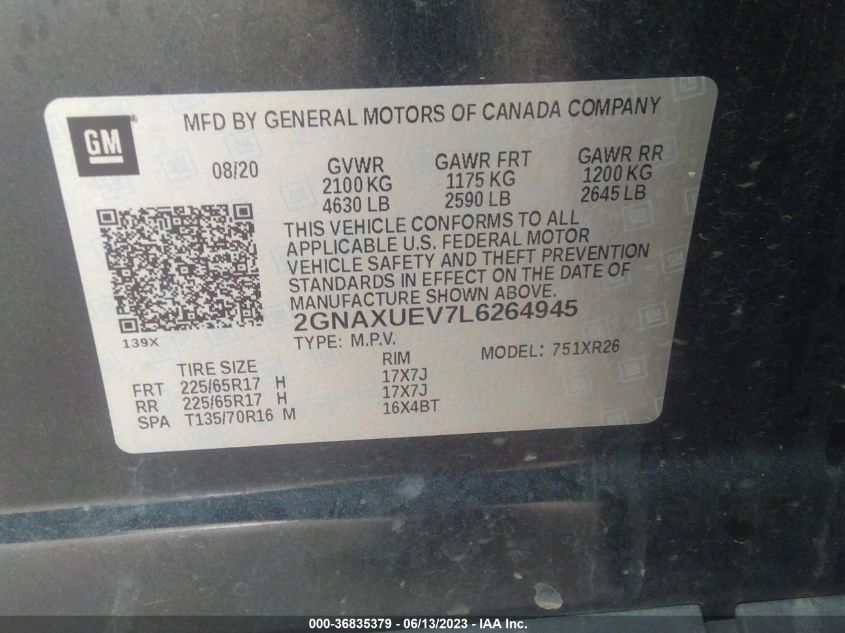 MFD BY GENERAL MOTORS OF CANADA COMPANY
GM
08/20 GVWR GAWR FRT GAWR RR
2100 KG 1175 KG 1200 KG
4630 LB 2590 LB 2645 LB
THIS VEHICLE CONFORMS TO ALL
APPLICABLE U.S. FEDERAL MOTOR
VEHICLE SAFETY AND THEFT PREVENTION
STANDARDS IN EFFECT ON THE DATE OF
MANUFACTURE SHOWN ABOVE.
2GNAXUEV7L6264945
139X
TYPE: M.P.V. MODEL: 751XR26
TIRE SIZE RIM
FRT 225/65R17 H 17X7J
RR 225/65R17 H 17X7J
SPA T135/70R16 M 16X4BT
000-36835379 - 06/13/2023 - IAA Inc.